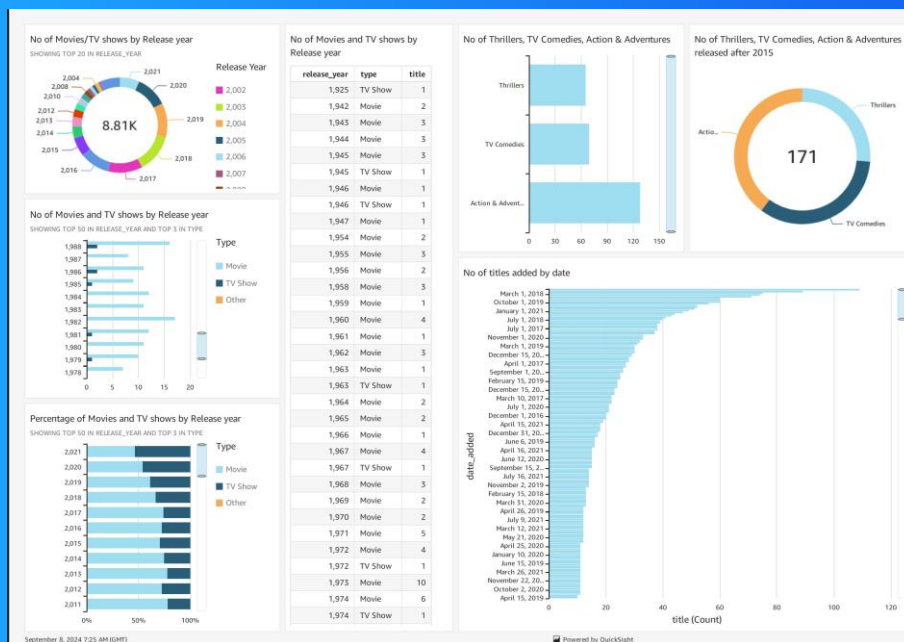 No of Movies/TV shows by Release year
SHOWING TOP 20 IN RELEASE_YEAR
2,004
2,008
2,010
2,012
2,013
2,014
2,015
2,016
2,017
2,018
2,019
2,020
2,021
8.81K
Release Year
2,002
2,003
2,004
2,005
2,006
2,007
No of Movies and TV shows by Release year
SHOWING TOP 50 IN RELEASE_YEAR AND TOP 3 IN TYPE
1,988
1,987
1,986
1,985
1,984
1,983
1,982
1,981
1,980
1,979
1,978
0 5 10 15 20
Type
Movie
TV Show
Other
Percentage of Movies and TV shows by Release year
SHOWING TOP 50 IN RELEASE_YEAR AND TOP 3 IN TYPE
2,021
2,020
2,019
2,018
2,017
2,016
2,015
2,014
2,013
2,012
2,011
0% 50% 100%
Type
Movie
TV Show
Other
No of Movies and TV shows by
Release year
release_year type title
1,925 TV Show 1
1,942 Movie 2
1,943 Movie 3
1,944 Movie 3
1,945 Movie 3
1,945 TV Show 1
1,946 Movie 1
1,946 TV Show 1
1,947 Movie 1
1,954 Movie 2
1,955 Movie 3
1,956 Movie 2
1,958 Movie 3
1,959 Movie 1
1,960 Movie 4
1,961 Movie 1
1,962 Movie 3
1,963 Movie 1
1,963 TV Show 1
1,964 Movie 2
1,965 Movie 2
1,966 Movie 1
1,967 Movie 4
1,967 TV Show 1
1,968 Movie 3
1,969 Movie 2
1,970 Movie 2
1,971 Movie 5
1,972 Movie 4
1,972 TV Show 1
1,973 Movie 10
1,974 Movie 6
1,974 TV Show 1
No of Thrillers, TV Comedies, Action & Adventures
Thrillers
TV Comedies
Action & Advent...
0 30 60 90 120 150
No of Thrillers, TV Comedies, Action & Adventures
released after 2015
Thrillers
Actio...
171
TV Comedies
No of titles added by date
date_added
March 1, 2018
October 1, 2019
January 1, 2021
July 1, 2018
July 1, 2017
November 1, 2020
March 1, 2019
December 15, 20...
April 1, 2017
September 1, 20...
February 15, 2019
December 15, 20...
March 10, 2017
July 1, 2020
December 1, 2016
April 15, 2021
December 31, 20...
June 6, 2019
April 16, 2021
June 12, 2020
September 15, 2...
July 16, 2021
November 2, 2019
February 15, 2018
March 31, 2020
April 26, 2019
July 9, 2021
March 12, 2021
May 21, 2020
April 25, 2020
January 10, 2020
June 15, 2019
March 26, 2021
November 22, 20...
October 2, 2020
April 15, 2019
0 20 40 60 80 100 120
title (Count)
September 8, 2024 7:25 AM (GMT)
Powered by QuickSight